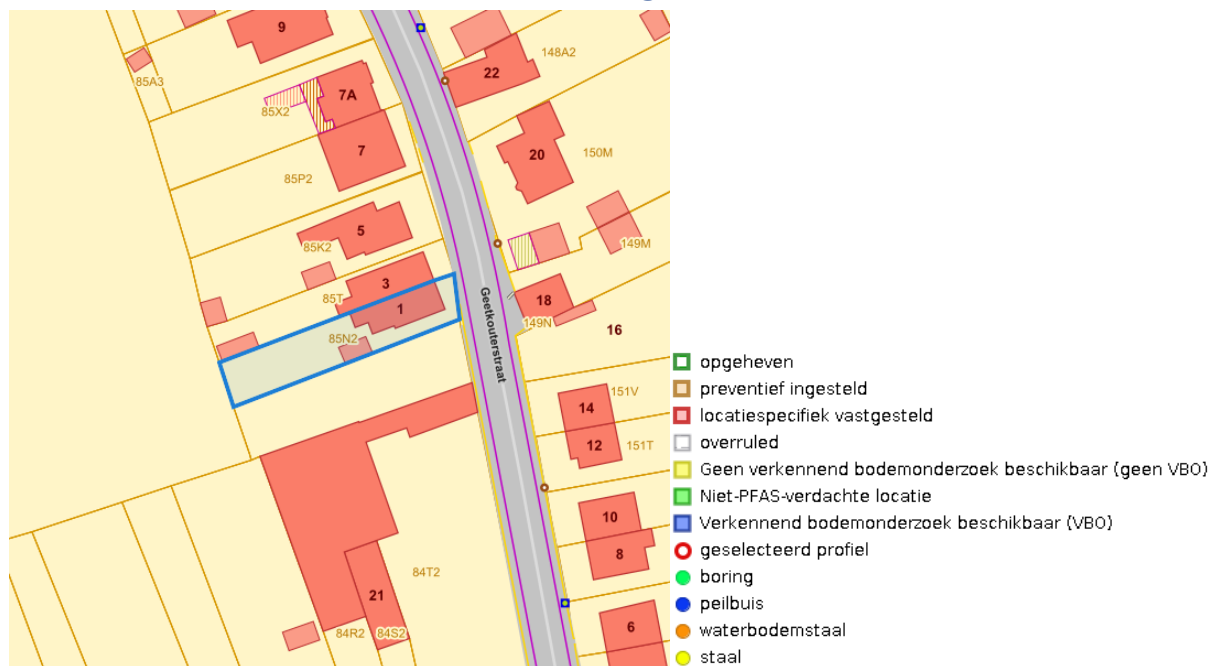 9
148A2
22
85A3
7A
85X2
7
20
150M
85P2
5
85K2
149M
3
85T
1
18
Geetkouterstraat
149N
85N2
16
opgeheven
preventief ingesteld
151V
14
locatiespecifiek vastgesteld
12
151T
overruled
Geen verkennend bodemonderzoek beschikbaar (geen VBO)
Niet-PFAS-verdachte locatie
10
Verkennend bodemonderzoek beschikbaar (VBO)
8
geselecteerd profiel
84T2
boring
21
peilbuis
6
84R2
84S2
waterbodemstaal
staal